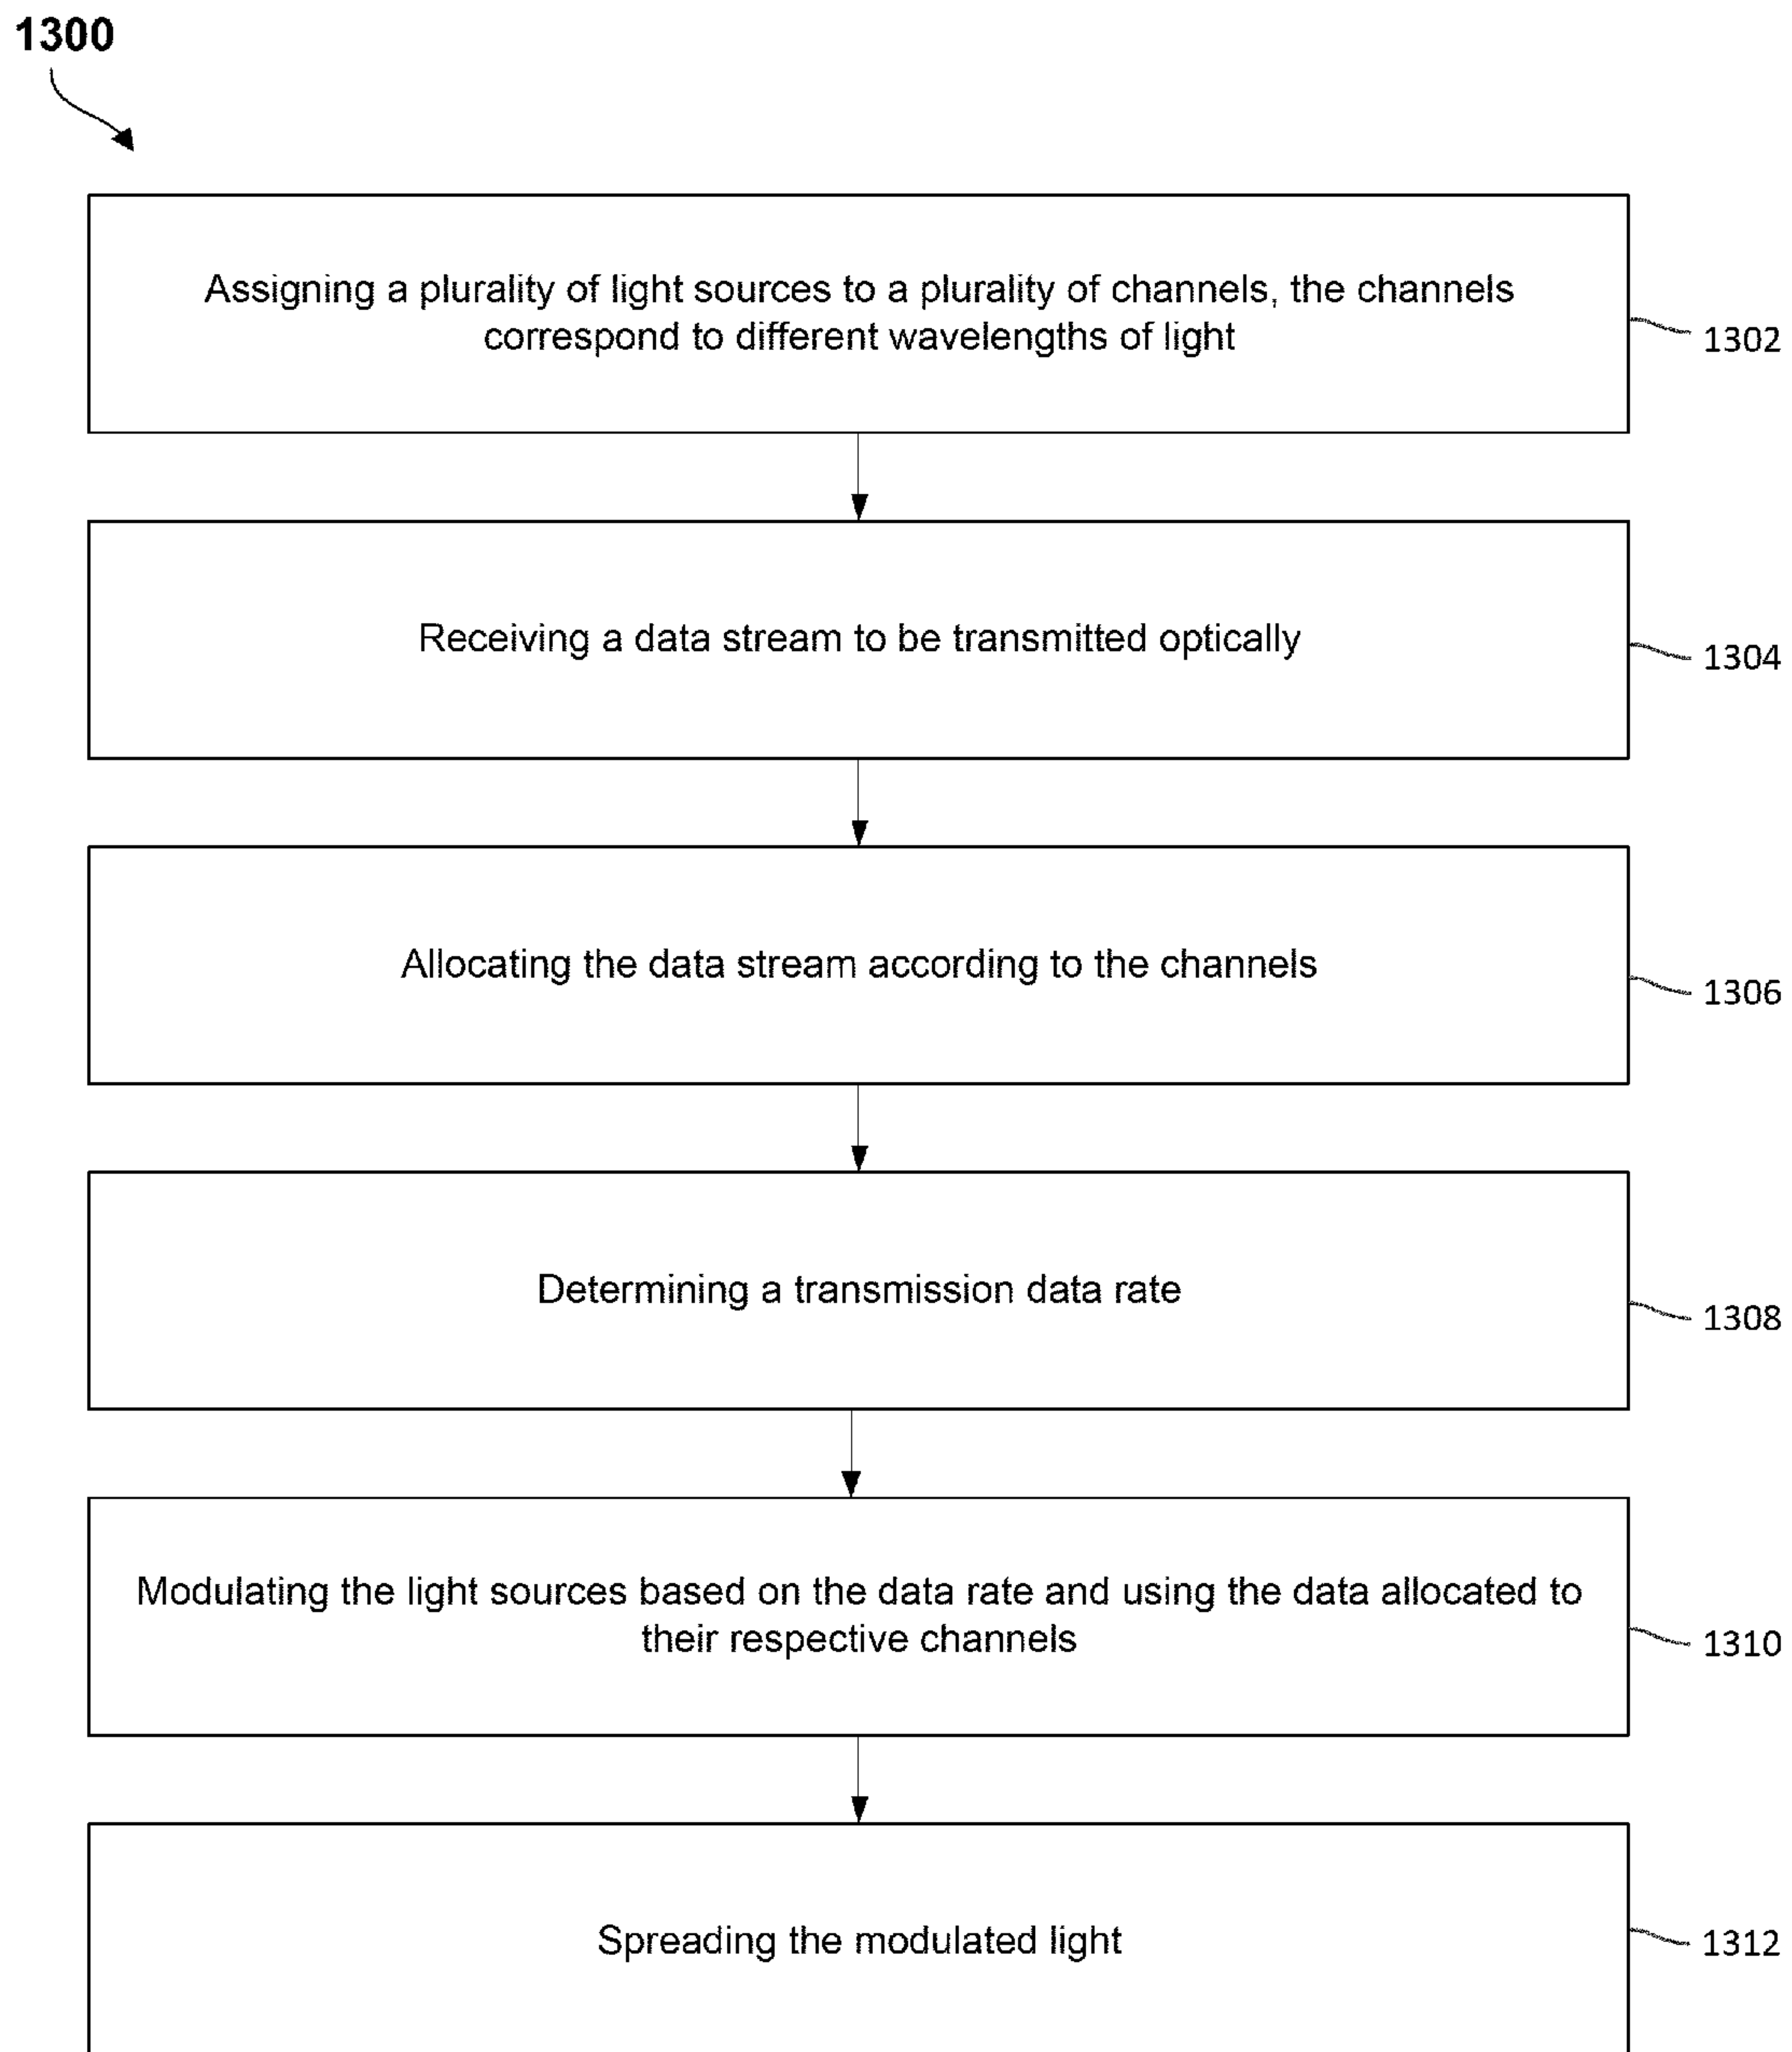 1300
Assigning a plurality of light sources to a plurality of channels, the channels
correspond to different wavelengths of light
1302
Receiving a data stream to be transmitted optically
1304
Allocating the data stream according to the channels
1306
Determining a transmission data rate
1308
Modulating the light sources based on the data rate and using the data allocated to
their respective channels
1310
Spreading the modulated light
1312